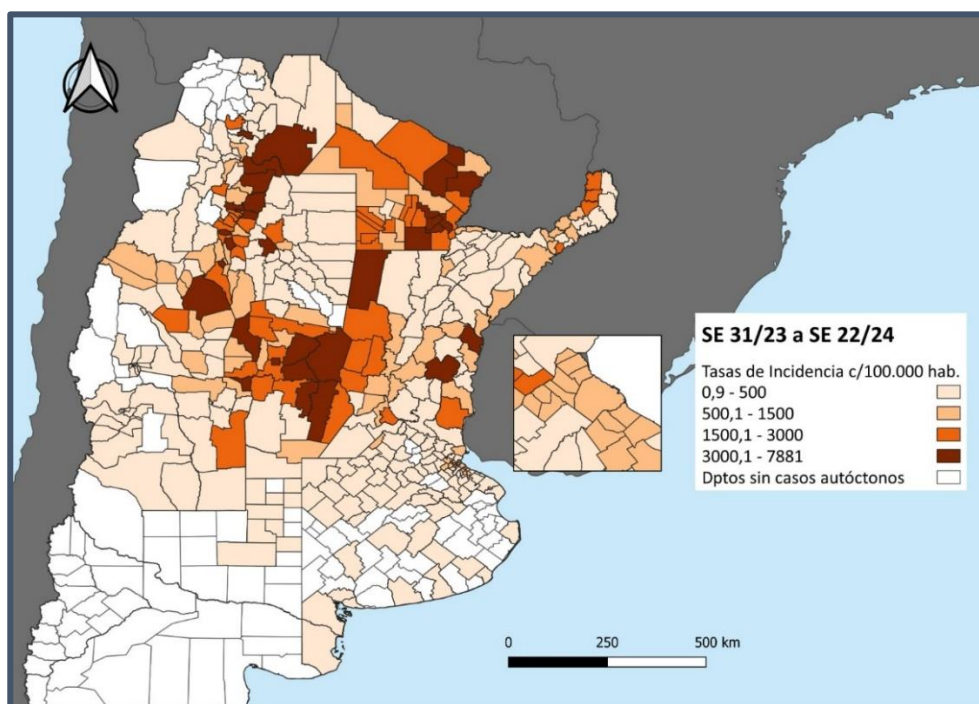 SE 31/23 a SE 22/24
Tasas de Incidencia c/100.000 hab.
0,9 - 500
500,1 - 1500
1500,1 - 3000
3000,1 - 7881
Dptos sin casos autóctonos
0 250 500 km